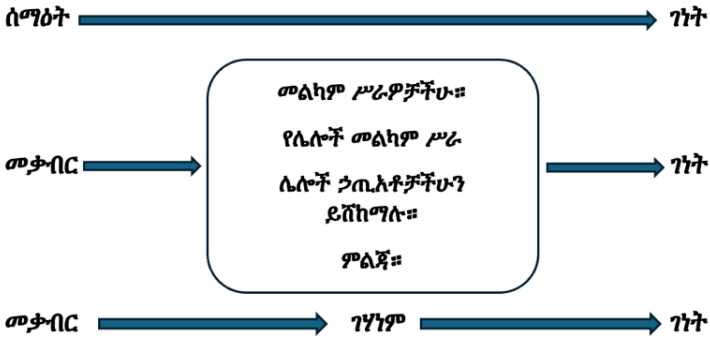 ሰማዕት ገነት
መልካም ሥራዎቻችሁ።
የሌሎች መልካም ሥራ
መቃብር ገነት
ሌሎች ኃጢአቶቻችሁን
ይሸከማሉ።
ምልጃ።
መቃብር ገሃነም ገነት